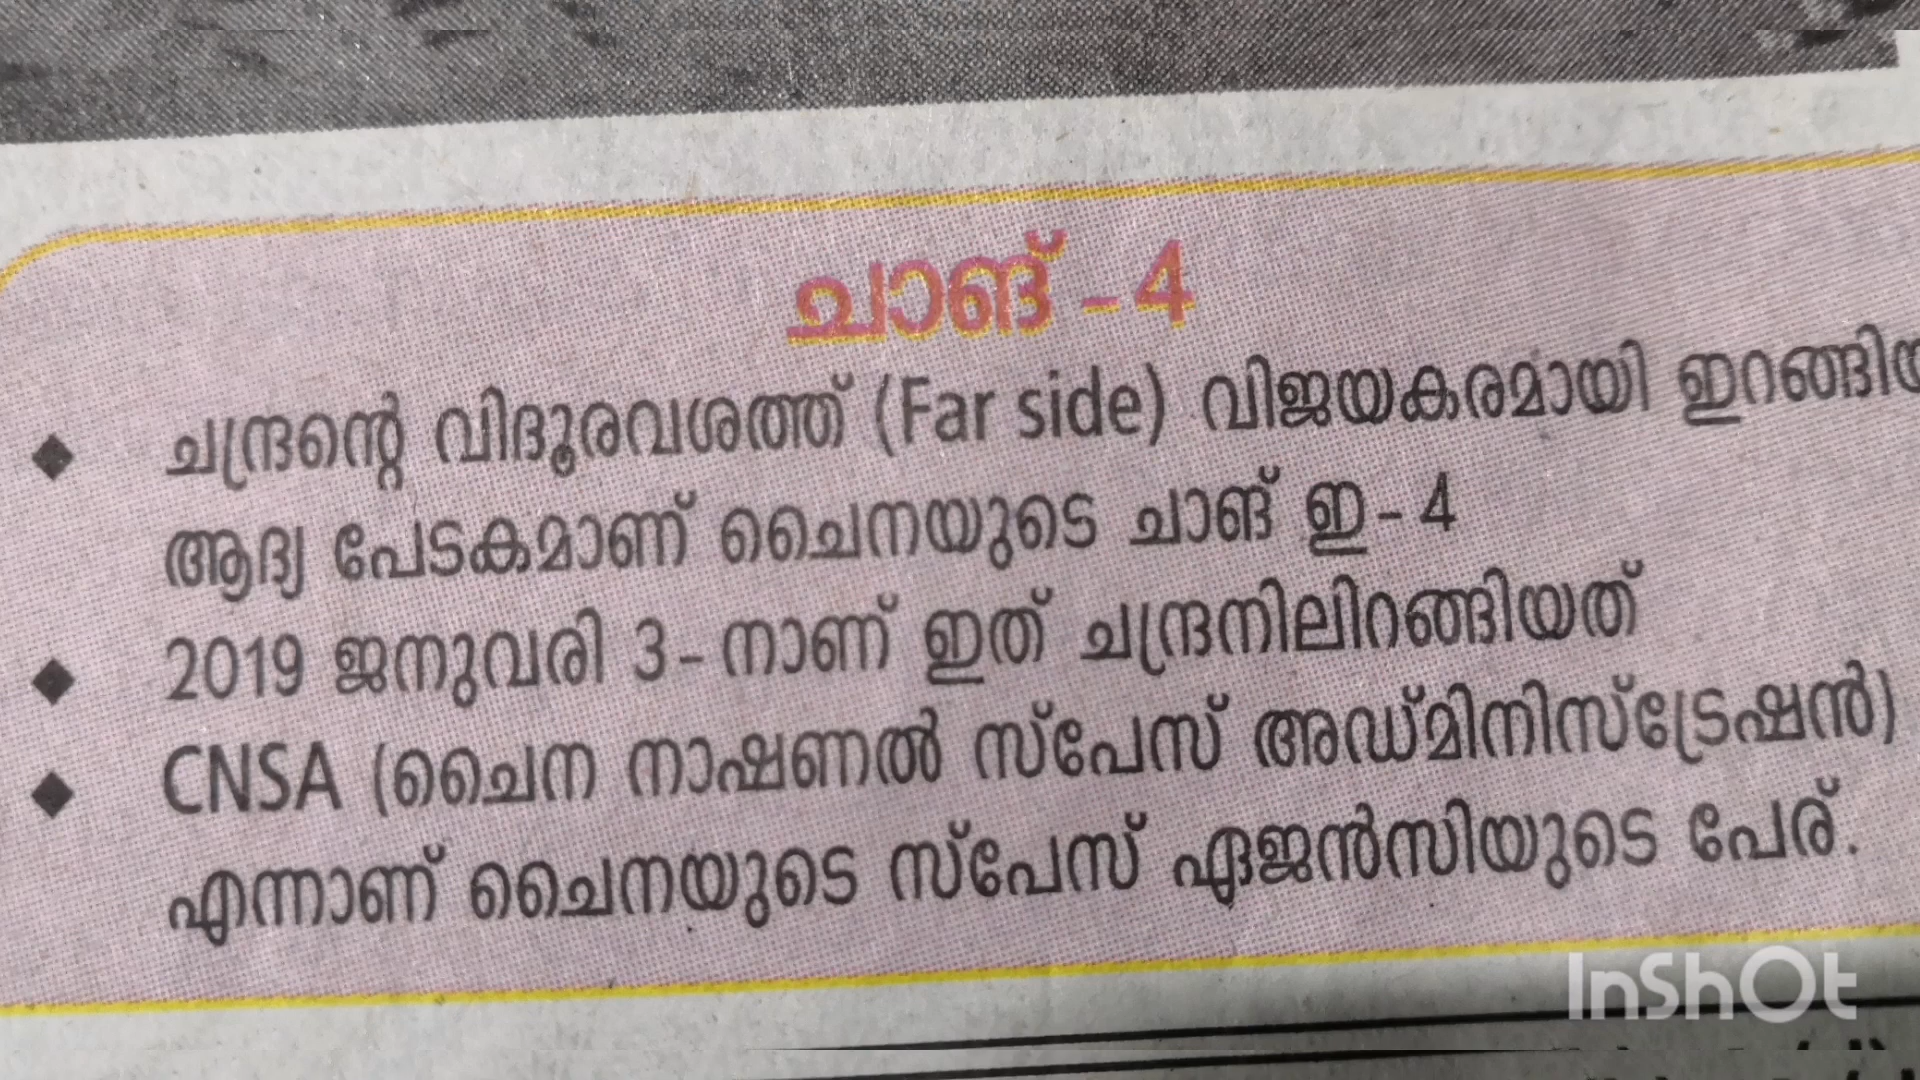 ചാങ് - 4
◆ ചന്ദ്രന്റെ വിദൂരവശത്ത് (Far side) വിജയകരമായി ഇറങ്ങിയ
ആദ്യ പേടകമാണ് ചൈനയുടെ ചാങ് ഇ - 4
◆ 2019 ജനുവരി 3 - നാണ് ഇത് ചന്ദ്രനിലിറങ്ങിയത്
◆ CNSA (ചൈന നാഷണൽ സ്പേസ് അഡ്മിനിസ്ട്രേഷൻ)
എന്നാണ് ചൈനയുടെ സ്പേസ് ഏജൻസിയുടെ പേര്.
InShOt